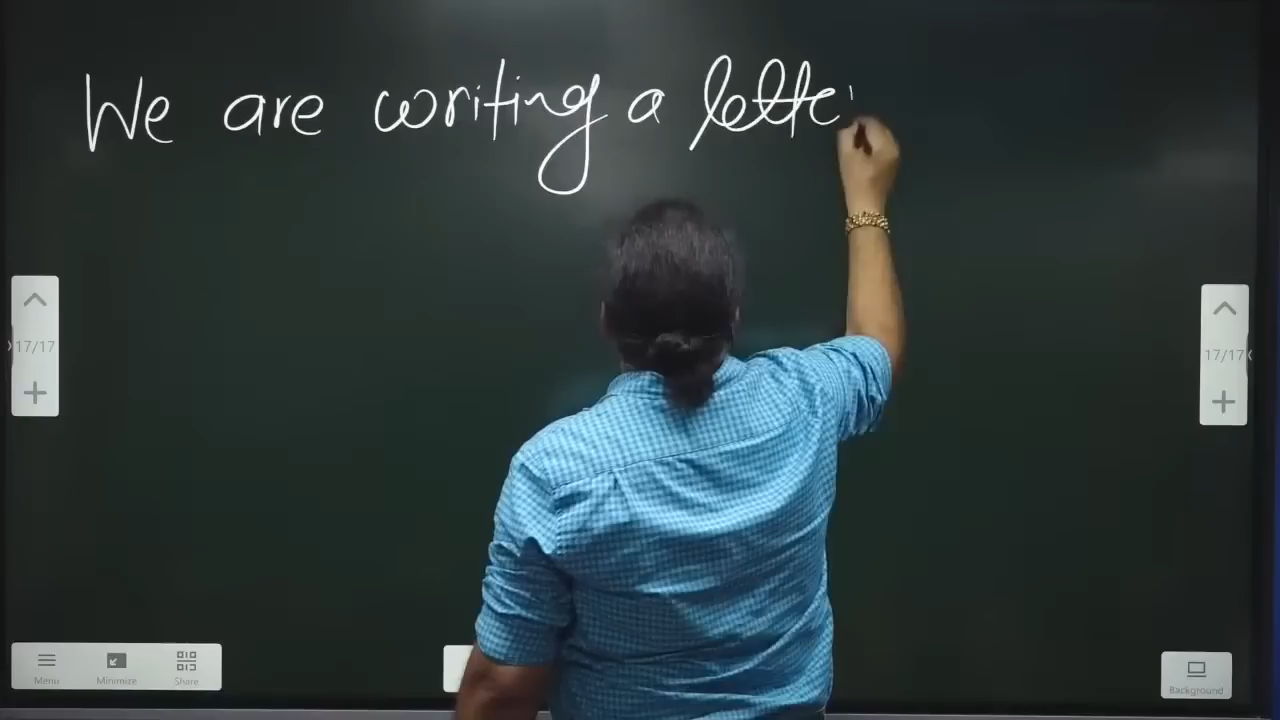 We are writing a lette
17/17
17/17
Menu
Minimize
Share
Background